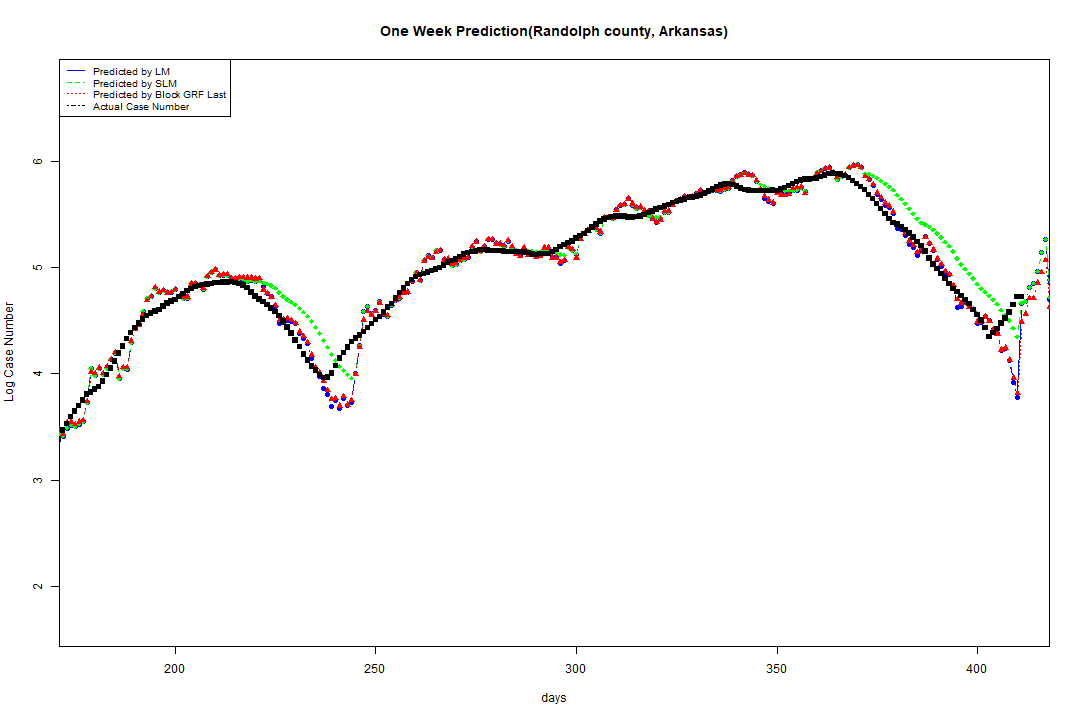 One Week Prediction(Randolph county, Arkansas)
Predicted by LM
Predicted by SLM
Predicted by Block GRF Last
Actual Case Number
6
5
4
3
2
Log Case Number
200 250 300 350 400
days